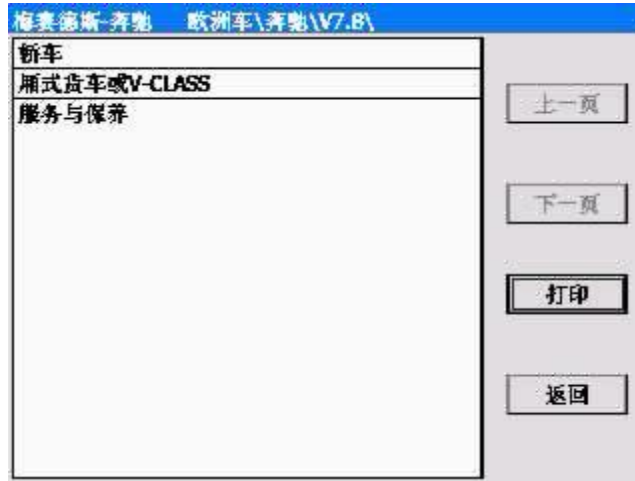 梅赛德斯-奔驰 欧洲车\奔驰\V7.8\
轿车
厢式货车或V-CLASS
服务与保养
上一页
下一页
打印
返回